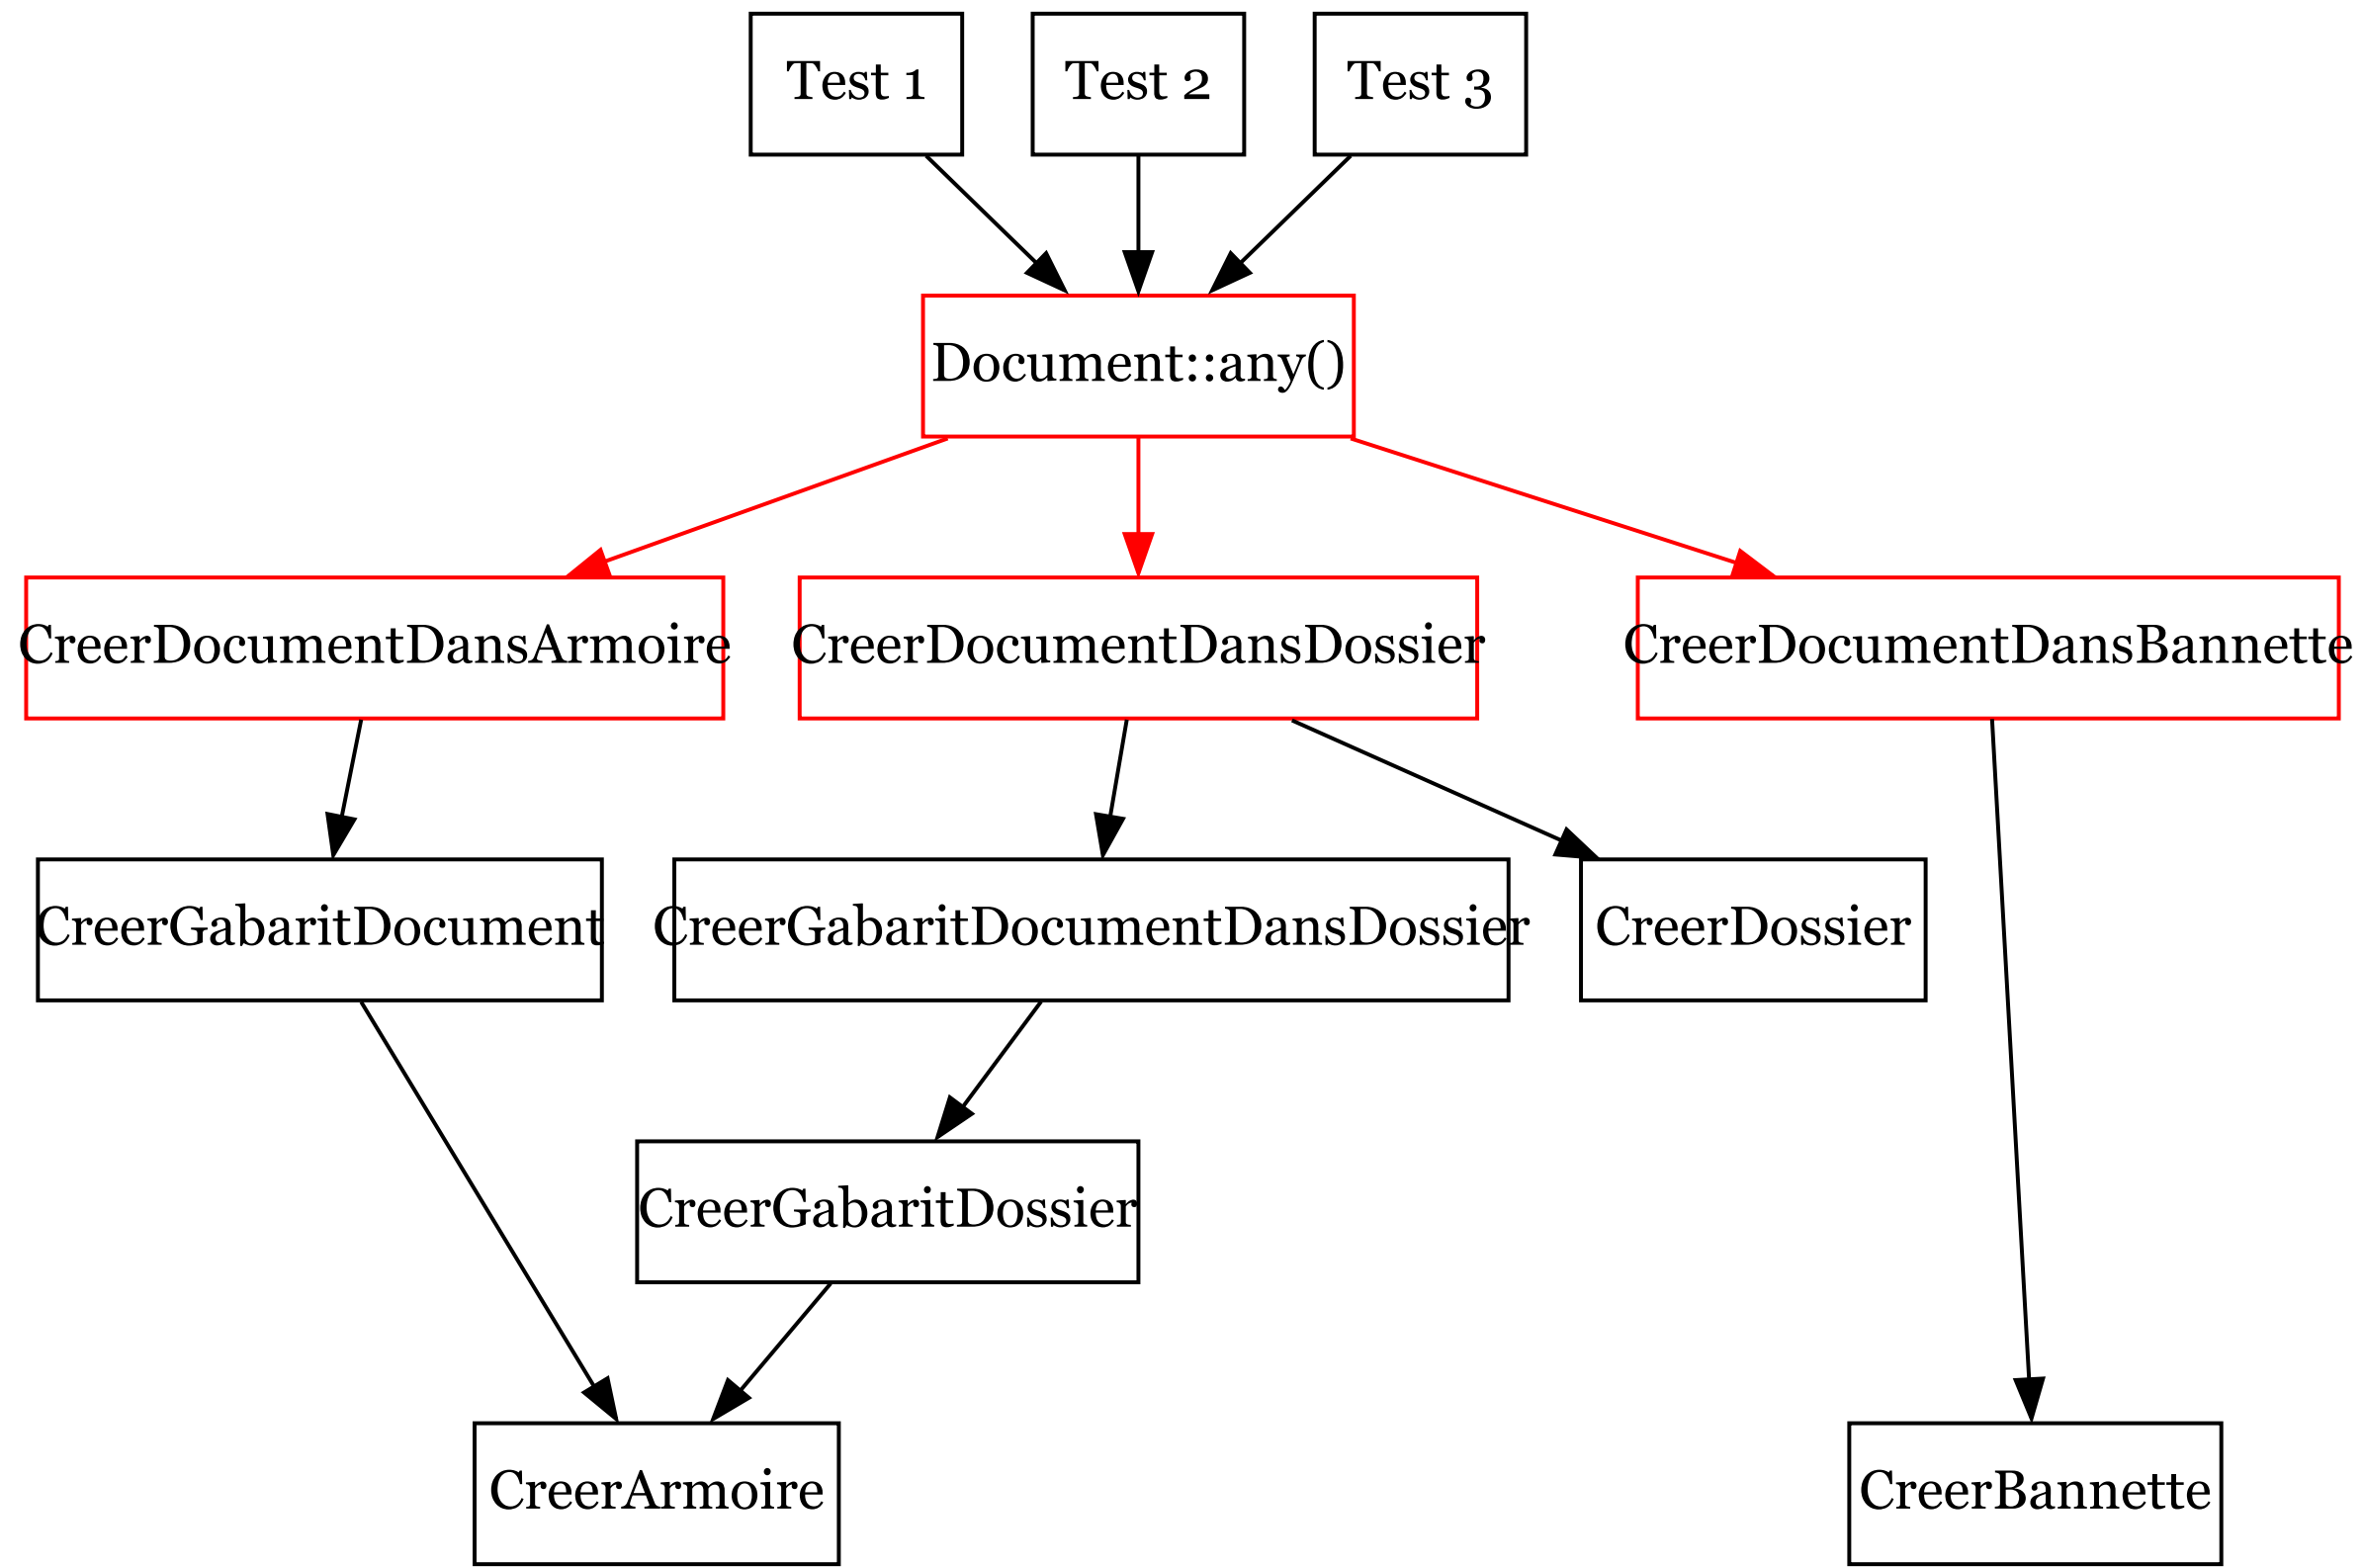 Test 1
Test 2
Test 3
Document::any()
CreerDocumentDansArmoire
CreerDocumentDansDossier
CreerDocumentDansBannette
CreerGabaritDocument
CreerGabaritDocumentDansDossier
CreerDossier
CreerGabaritDossier
CreerArmoire
CreerBannette